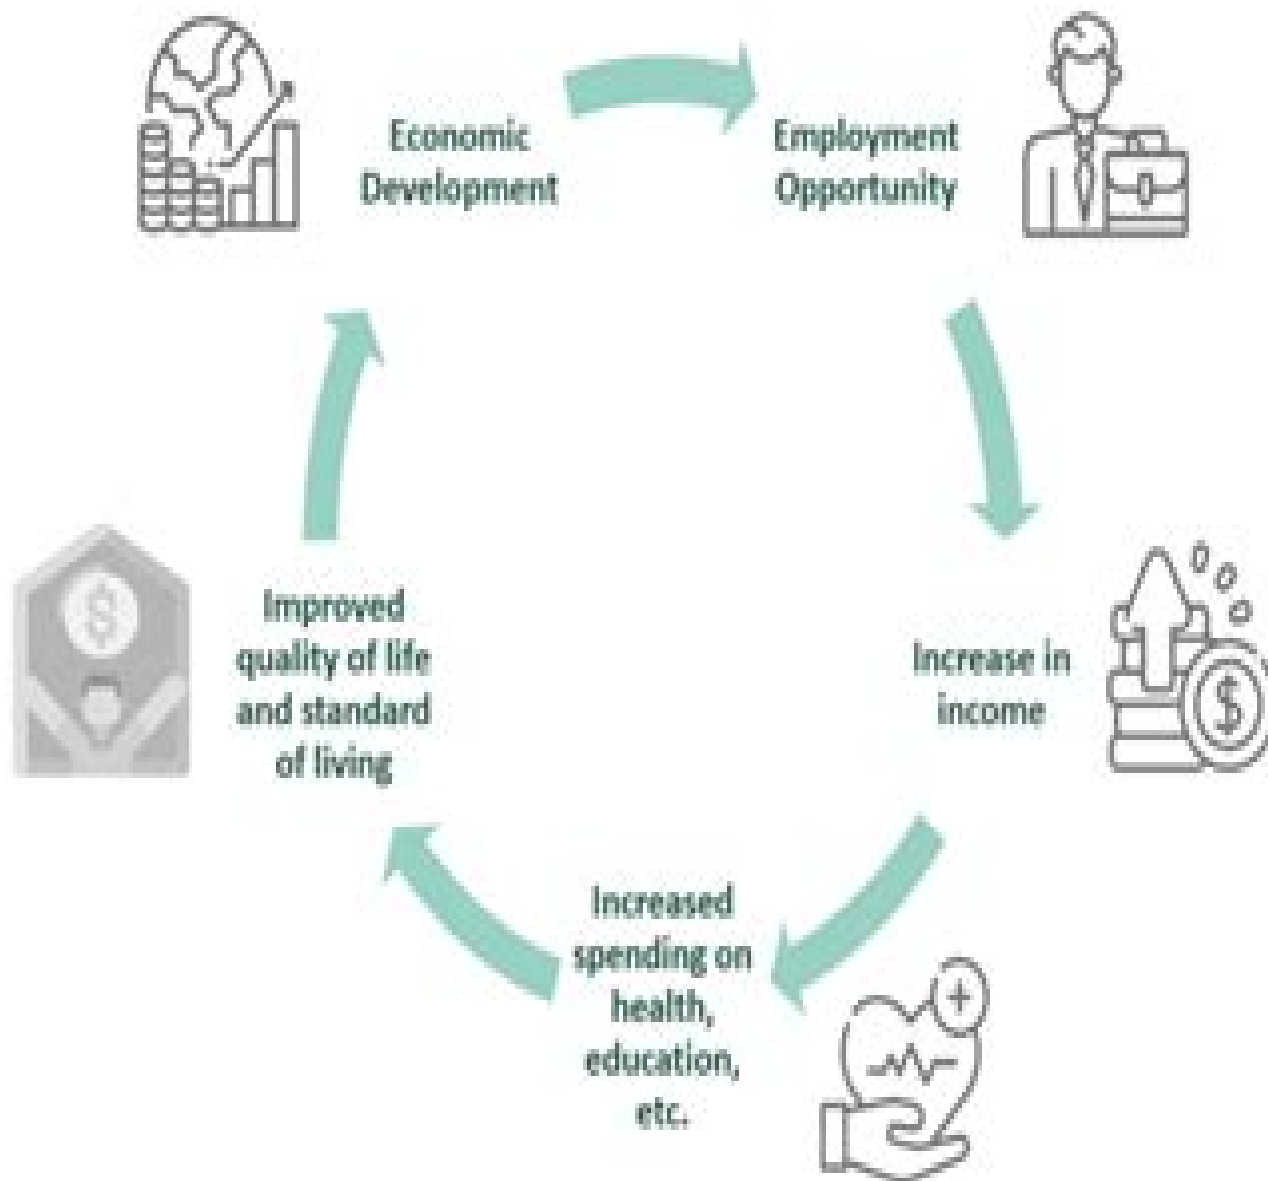 Economic
Development
Employment
Opportunity
Increase in
income
Increased
spending on
health,
education,
etc.
Improved
quality of life
and standard
of living
$
$